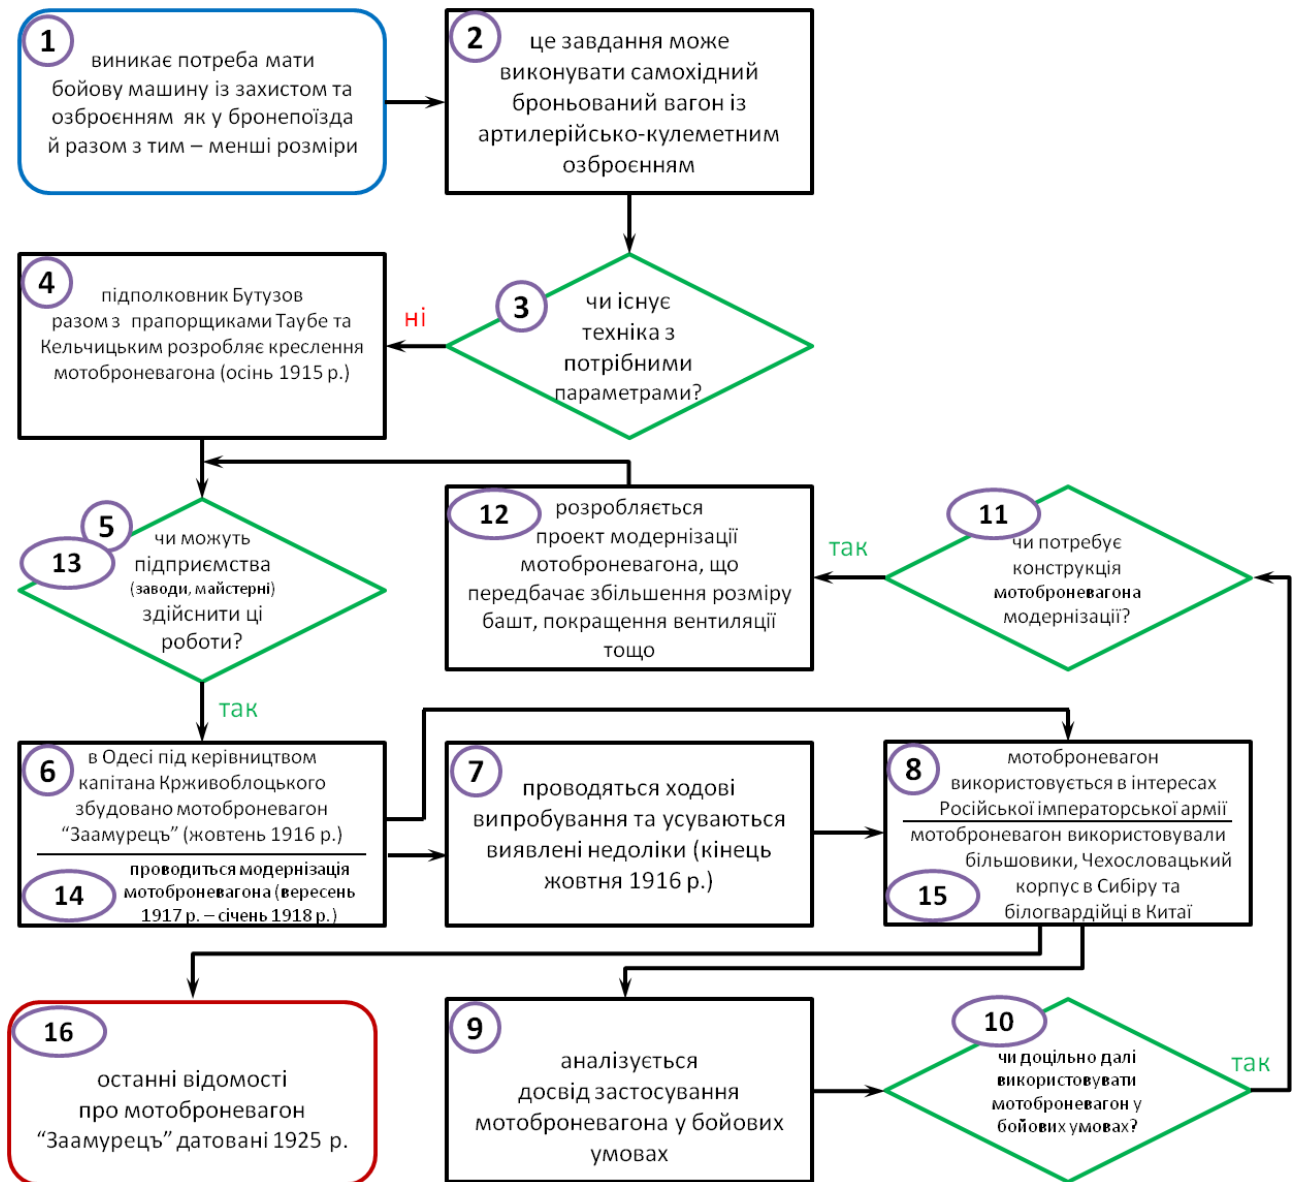 1
виникає потреба мати
бойову машину із захистом та
озброєнням як у бронепоїзда
й разом з тим – менші розміри
2
це завдання може
виконувати самохідний
броньований вагон із
артилерійсько-кулеметним
озброєнням
3
чи існує
техніка з
потрібними
параметрами?
ні
4
підполковник Бутузов
разом з прапорщиками Таубе та
Кельчицьким розробляє креслення
мотоброневагона (осінь 1915 р.)
5
13
чи можуть
підприємства
(заводи, майстерні)
здійснити ці
роботи?
так
12
розробляється
проект модернізації
мотоброневагона, що
передбачає збільшення розміру
башт, покращення вентиляції
тощо
так
11
чи потребує
конструкція
мотоброневагона
модернізації?
6
в Одесі під керівництвом
капітана Крживоблоцького
збудовано мотоброневагон
“Заамурецъ” (жовтень 1916 р.)
14
проводиться модернізація
мотоброневагона (вересень
1917 р. – січень 1918 р.)
7
проводяться ходові
випробування та усуваються
виявлені недоліки (кінець
жовтня 1916 р.)
8
мотоброневагон
використовується в інтересах
Російської імператорської армії
15
мотоброневагон використовували
більшовики, Чехословацький
корпус в Сибіру та
білогвардійці в Китаї
16
останні відомості
про мотоброневагон
“Заамурецъ” датовані 1925 р.
9
аналізується
досвід застосування
мотоброневагона у бойових
умовах
10
чи доцільно далі
використовувати
мотоброневагон у
бойових умовах?
так